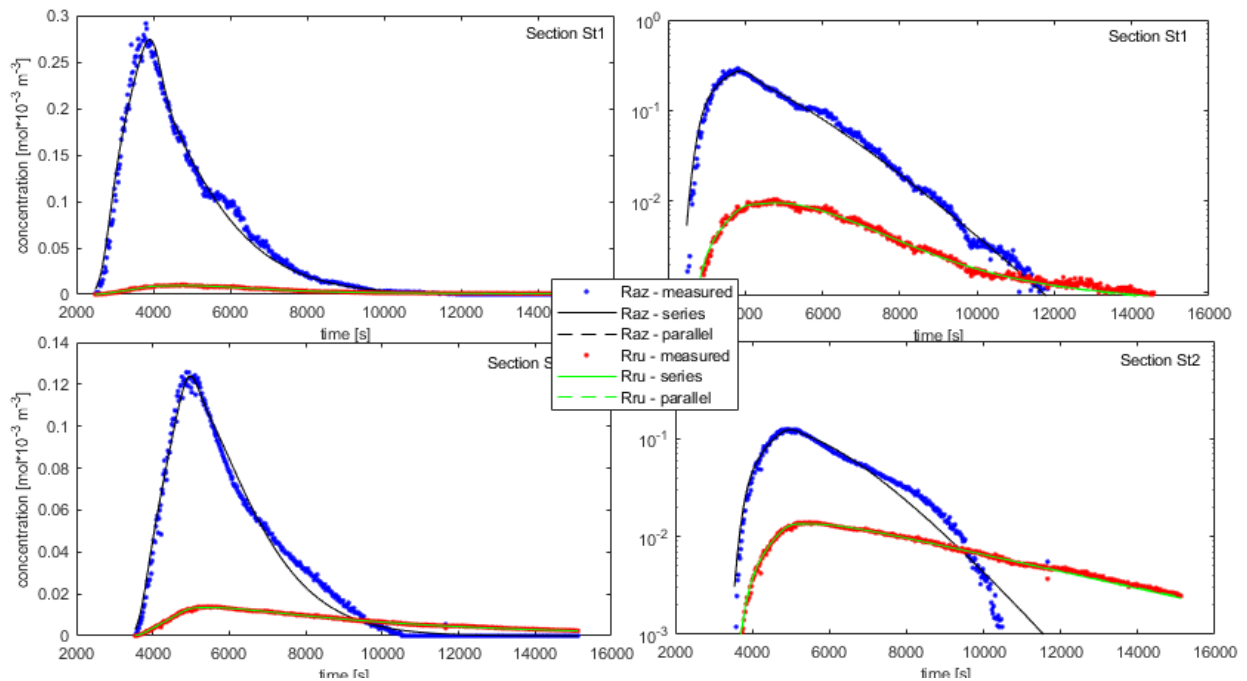 Section St1
0.3
0.25
0.2
0.15
0.1
0.05
0
concentration [mol*10⁻³ m⁻³]
2000 4000 6000 8000 10000 12000 14000 16000
time [s]
Section St1
10⁰
10⁻¹
10⁻²
6000 8000 10000 12000 14000 16000
time [s]
Raz - measured
Raz - series
Raz - parallel
Rru - measured
Rru - series
Rru - parallel
Section S
0.14
0.12
0.1
0.08
0.06
0.04
0.02
0
concentration [mol*10⁻³ m⁻³]
2000 4000 6000 8000 10000 12000 14000 16000
time [s]
Section St2
10⁻¹
10⁻²
10⁻³
2000 4000 6000 8000 10000 12000 14000 16000
time [s]